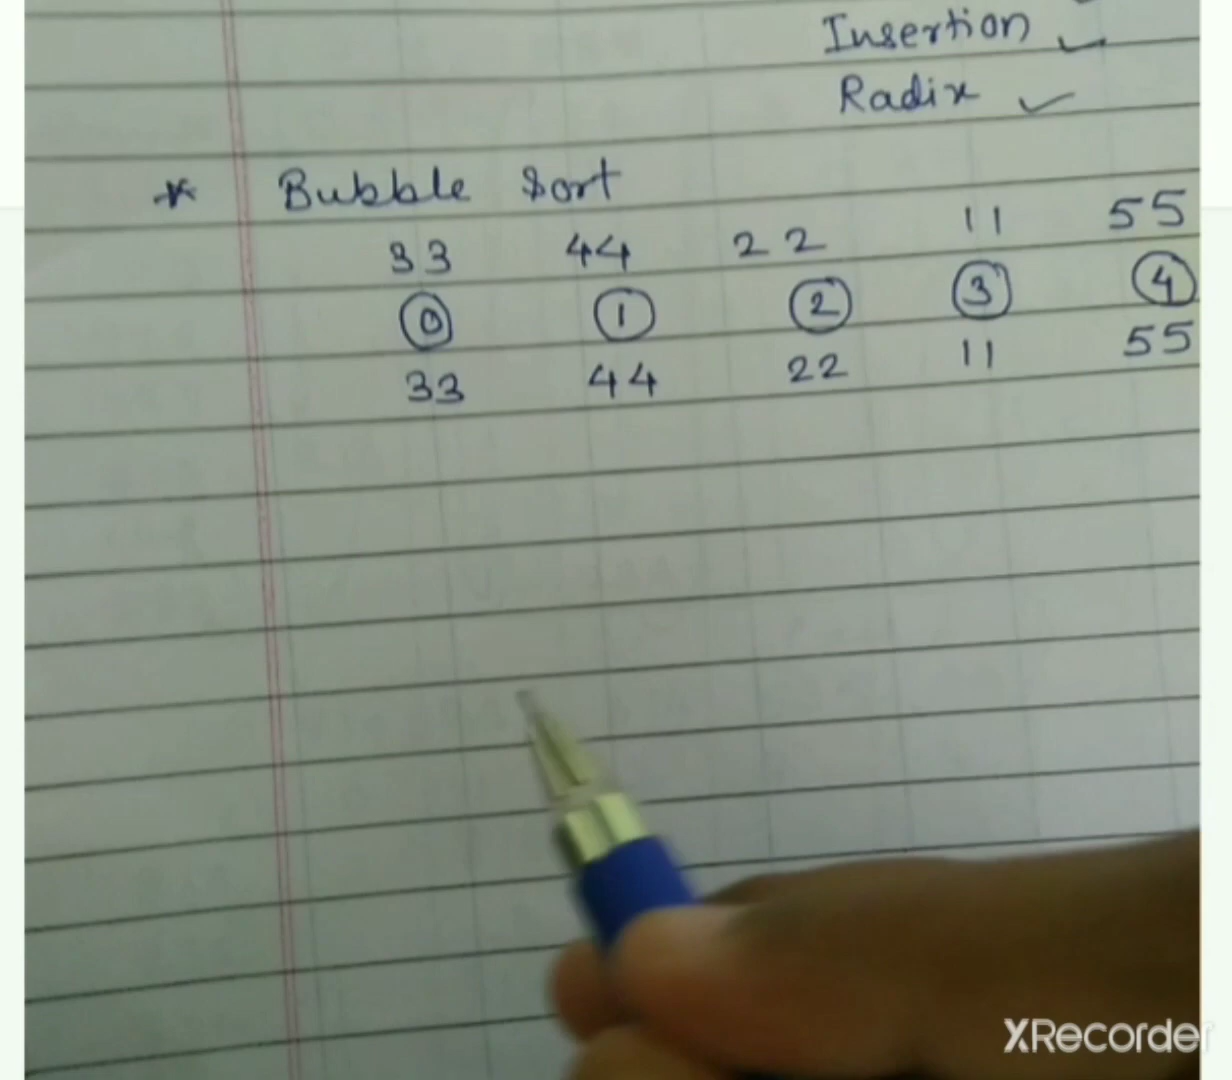 Insertion ✓
Radix ✓
* Bubble Sort
33 44 22 11 55
0 1 2 3 4
33 44 22 11 55
XRecorder